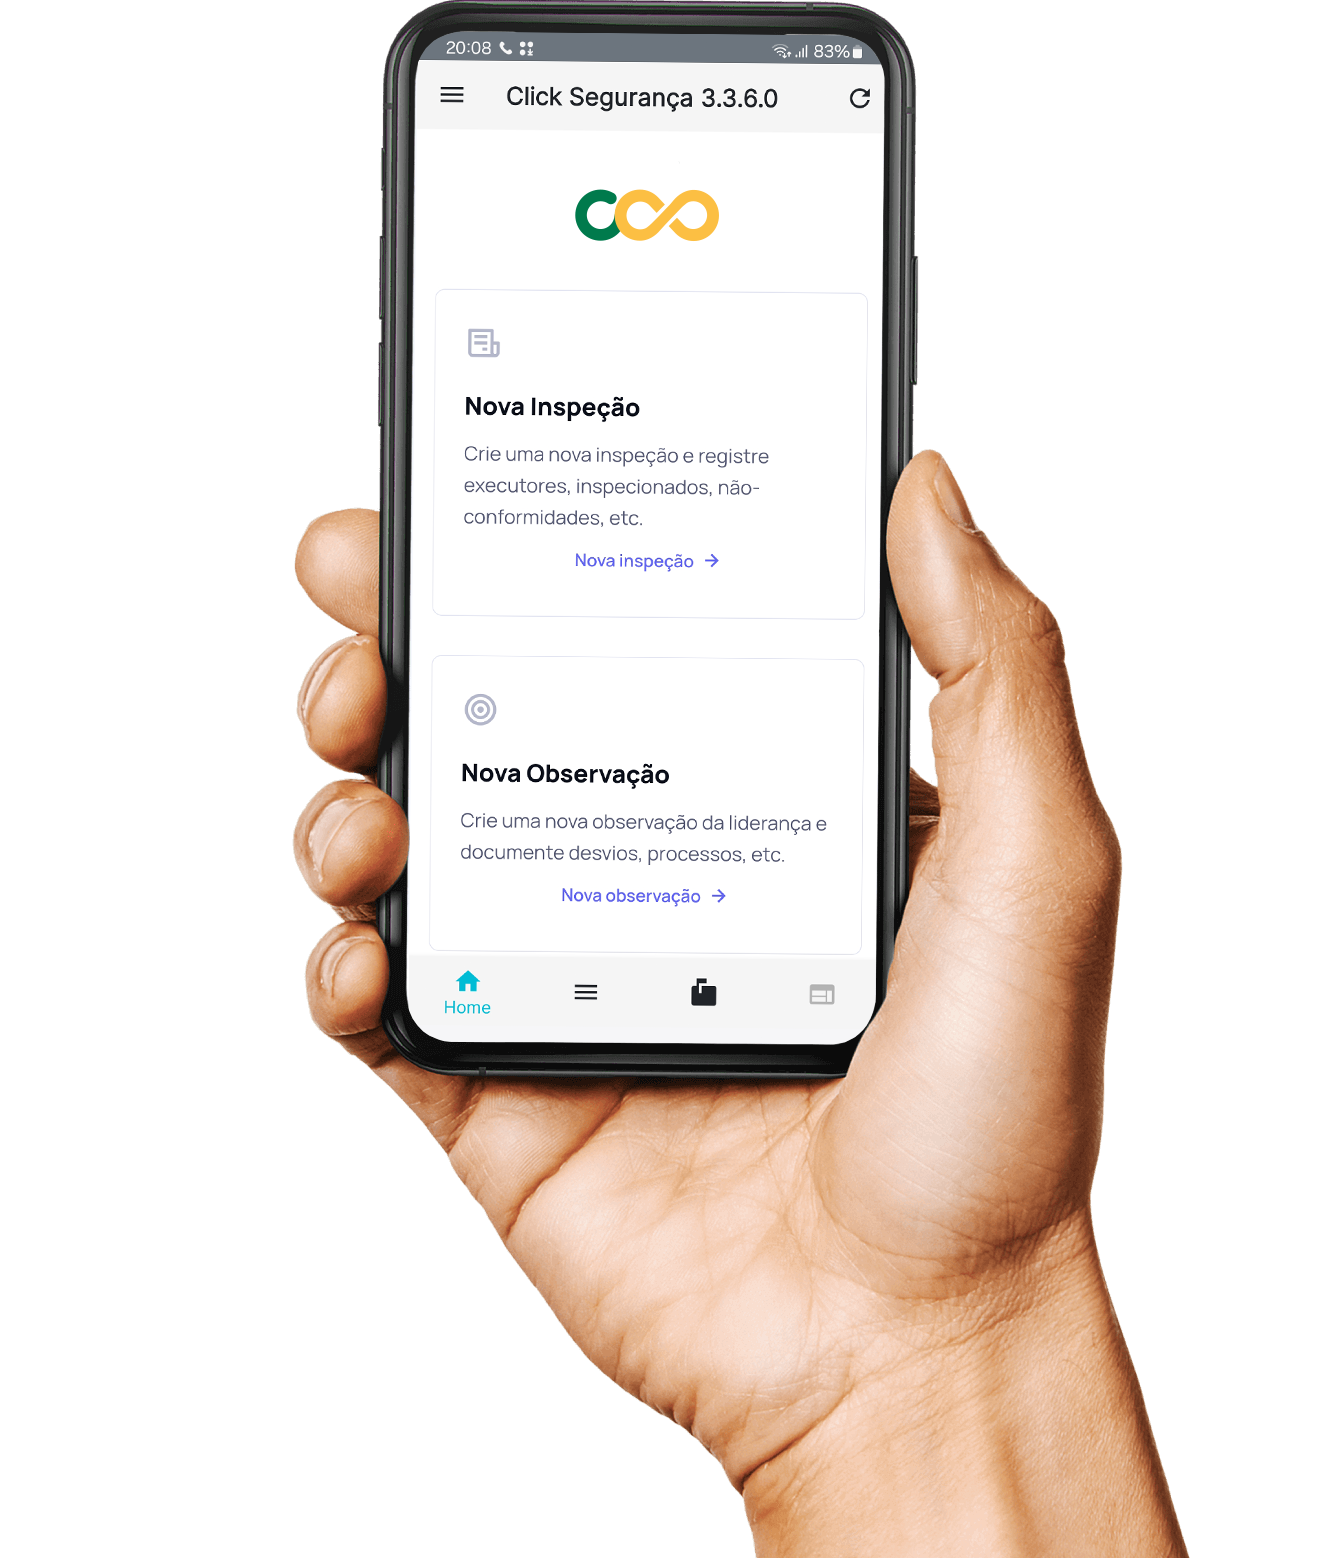 20:08 83%
Click Segurança 3.3.6.0
Nova Inspeção
Crie uma nova inspeção e registre
executores, inspecionados, não-
conformidades, etc.
Nova inspeção →
Nova Observação
Crie uma nova observação da liderança e
documente desvios, processos, etc.
Nova observação →
Home